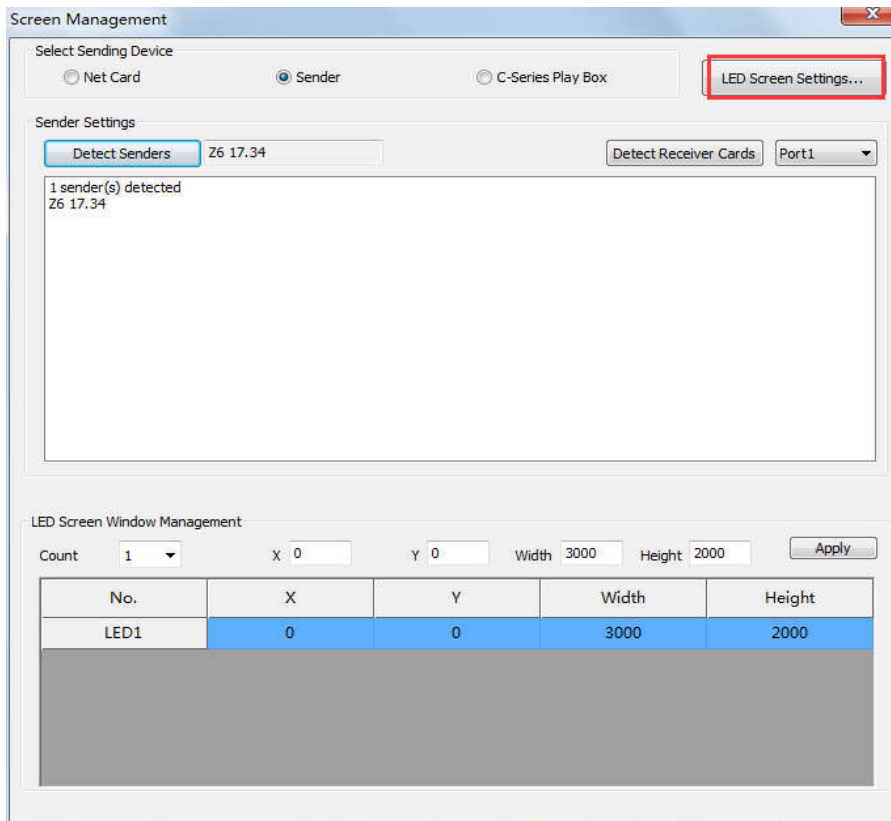 Screen Management
X
Select Sending Device
Net Card Sender C-Series Play Box LED Screen Settings...
Sender Settings
Detect Senders Z6 17.34 Detect Receiver Cards Port1
1 sender(s) detected
Z6 17.34
LED Screen Window Management
Count 1 X 0 Y 0 Width 3000 Height 2000 Apply
No. X Y Width Height
LED1 0 0 3000 2000